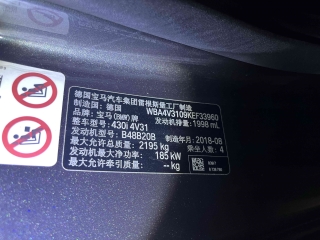 德国宝马汽车集团雷根斯堡工厂制造
制造国：德国 WBA4V3109KEF33960
品牌：宝马(BMW)牌 发动机排量：1998 mL
整车型号：430i 4V31
发动机型号：B48B20B 制造年月：2018-08
最大允许总质量：2195 kg 乘坐人数：4
发动机最大净功率：185 kW
最大允许牵引质量：-- kg